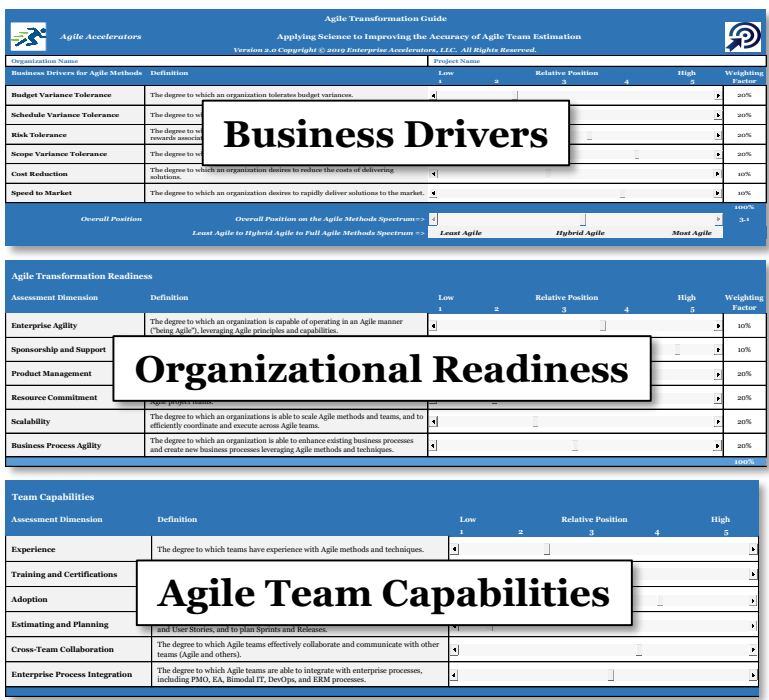 Agile Transformation Guide
Agile Accelerators
Applying Science to Improving the Accuracy of Agile Team Estimation
Version 2.0 Copyright © 2019 Enterprise Accelerators, LLC. All Rights Reserved.
Organization Name Project Name
Business Drivers for Agile Methods Definition Low Relative Position High Weighting
1 2 3 4 5 Factor
Budget Variance Tolerance The degree to which an organization tolerates budget variances. 20%
Schedule Variance Tolerance The degree to 20%
Business Drivers
Risk Tolerance The degree to 20%
rewards
Scope Variance Tolerance The degree to 20%
Cost Reduction The degree to which an organization desires to reduce the costs of delivering 10%
solutions.
Speed to Market The degree to which an organization desires to rapidly deliver solutions to the market. 10%
100%
Overall Position Overall Position on the Agile Methods Spectrum=> 3.1
Least Agile to Hybrid Agile to Full Agile Methods Spectrum => Least Agile Hybrid Agile Most Agile
Agile Transformation Readiness
Assessment Dimension Definition Low Relative Position High Weighting
1 2 3 4 5 Factor
Enterprise Agility The degree to which an organization is capable of operating in an Agile manner 10%
("being Agile"), leveraging Agile principles and capabilities.
Sponsorship and Support 10%
Organizational Readiness
Product Management 20%
Resource Commitment 20%
Agile project teams.
Scalability The degree to which an organizations is able to scale Agile methods and teams, and to 20%
efficiently coordinate and execute across Agile teams.
Business Process Agility The degree to which an organization is able to enhance existing business processes 20%
and create new business processes leveraging Agile methods and techniques.
100%
Team Capabilities
Assessment Dimension Definition Low Relative Position High
1 2 3 4 5
Experience The degree to which teams have experience with Agile methods and techniques.
Training and Certifications
Agile Team Capabilities
Adoption
Estimating and Planning
and User Stories, and to plan Sprints and Releases.
Cross-Team Collaboration The degree to which Agile teams effectively collaborate and communicate with other
teams (Agile and others).
Enterprise Process Integration The degree to which Agile teams are able to integrate with enterprise processes,
including PMO, EA, Bimodal IT, DevOps, and ERM processes.